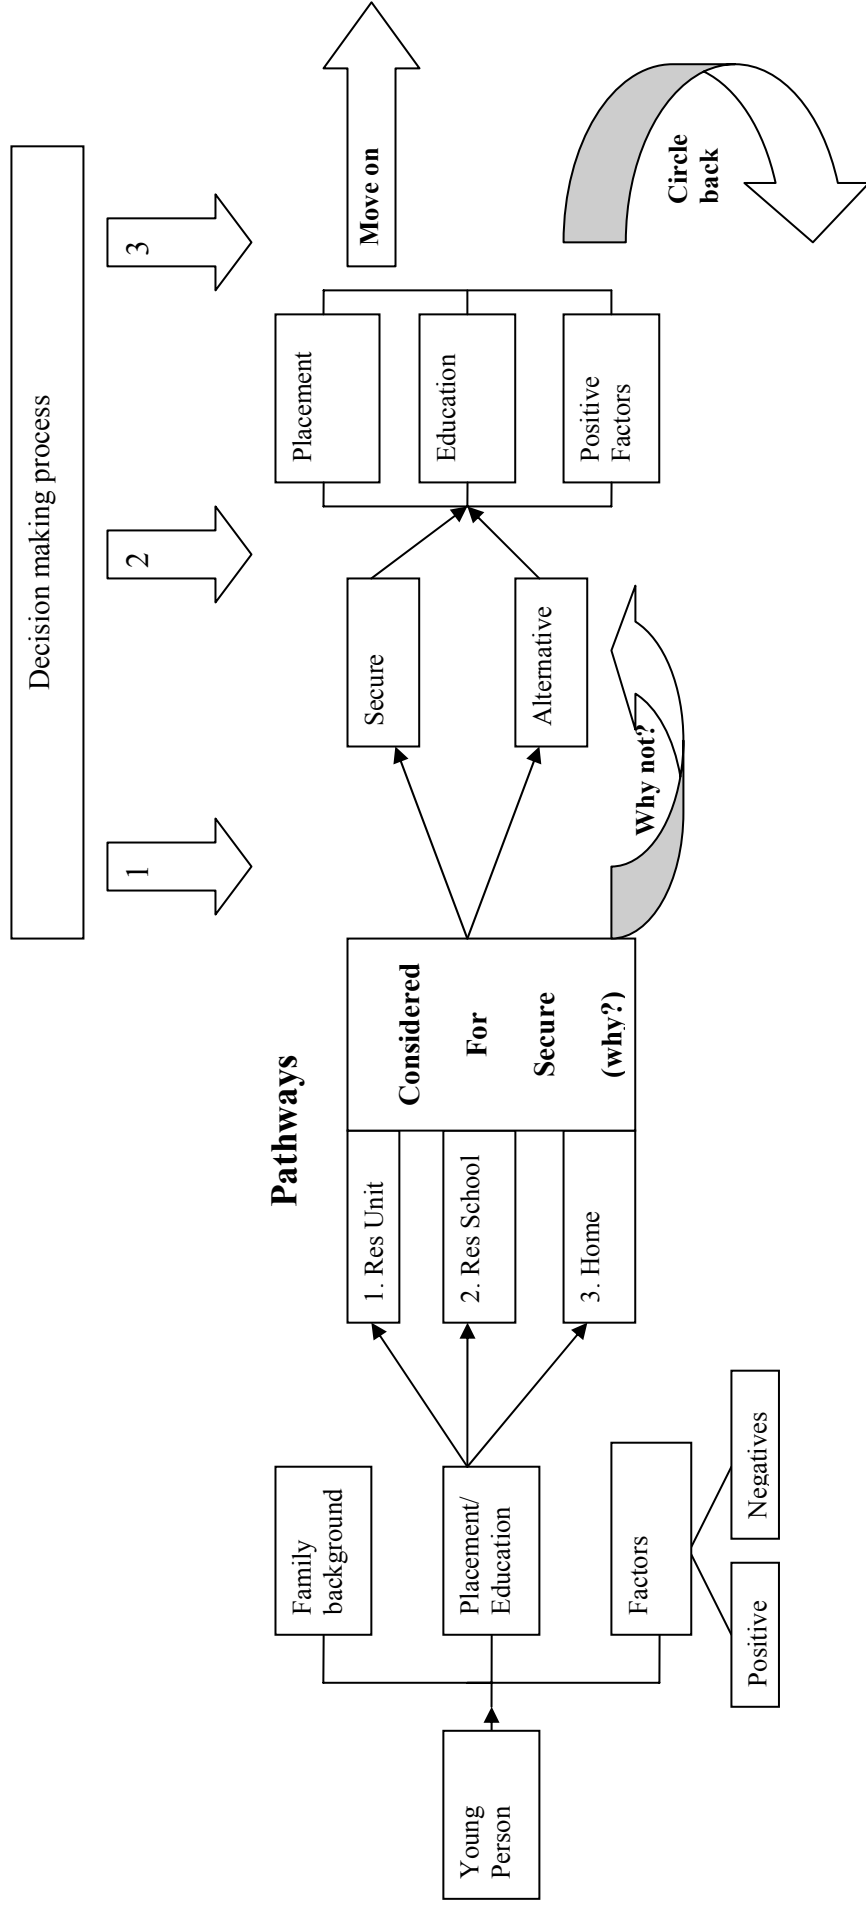 Decision making process
1
2
3
Pathways
Young
Person
Family
background
Placement/
Education
Factors
Positive
Negatives
1. Res Unit
2. Res School
3. Home
Considered
For
Secure
(why?)
Why not?
Secure
Alternative
Placement
Education
Positive
Factors
Move on
Circle
back